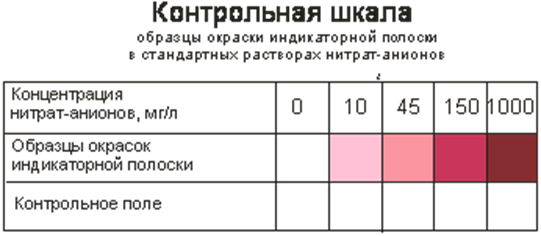 Контрольная шкала
образцы окраски индикаторной полоски
в стандартных растворах нитрат-анионов
Концентрация
нитрат-анионов, мг/л
0 10 45 150 1000
Образцы окрасок
индикаторной полоски
Контрольное поле